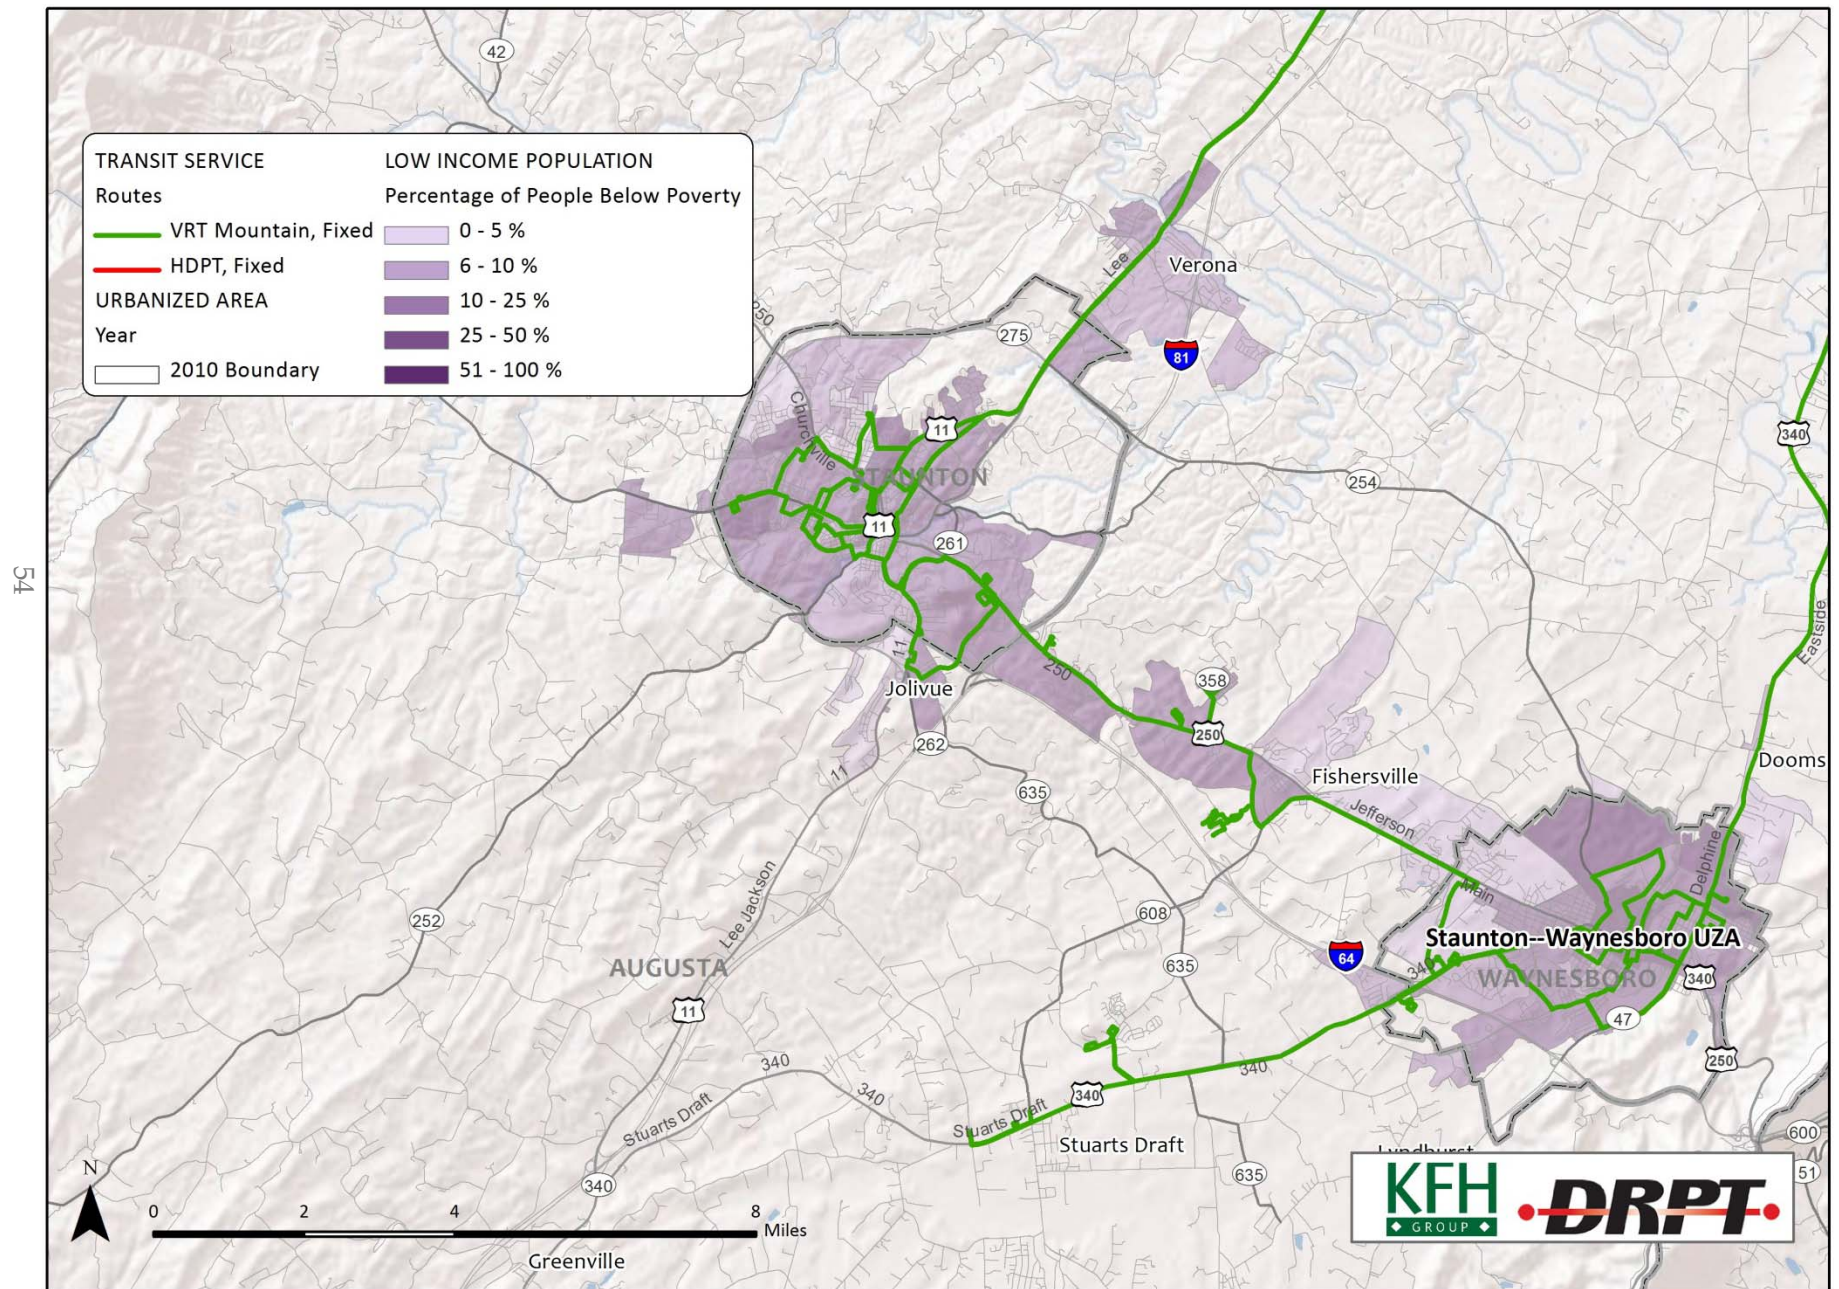 42
TRANSIT SERVICE
Routes
VRT Mountain, Fixed
HDPT, Fixed
URBANIZED AREA
Year
2010 Boundary
LOW INCOME POPULATION
Percentage of People Below Poverty
0 - 5 %
6 - 10 %
10 - 25 %
25 - 50 %
51 - 100 %
Lee
Verona
250
275
81
Churchville
11
340
STAUNTON
254
11
261
54
Eastside
11
250
358
Jolivue
250
262
11
Dooms
Fishersville
635
Jefferson
Delphine
Main
Lee Jackson
252
608
Staunton--Waynesboro UZA
AUGUSTA
64
635
340
WAYNESBORO
340
11
47
250
340
340
340
340
Stuarts Draft
Stuarts Draft
Stuarts Draft
600
Lyndhurst
51
635
340
N
0 2 4 8
Miles
Greenville
KFH
GROUP
DRPT